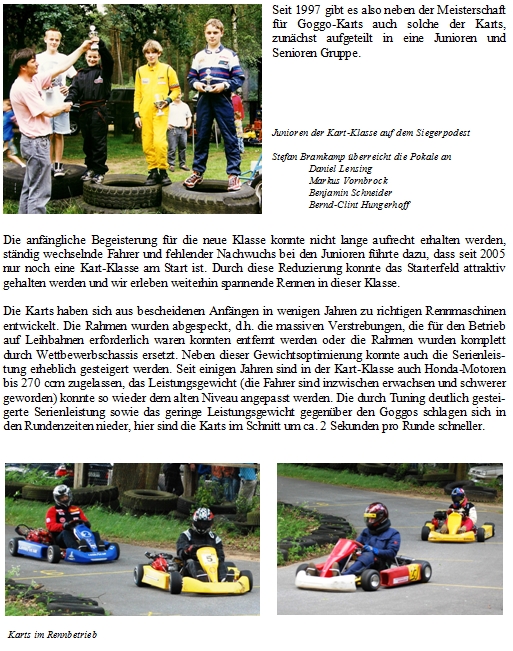 Seit 1997 gibt es also neben der Meisterschaft
für Goggo-Karts auch solche der Karts,
zunächst aufgeteilt in eine Junioren und
Senioren Gruppe.
Junioren der Kart-Klasse auf dem Siegerpodest
Stefan Bramkamp überreicht die Pokale an
Daniel Lensing
Markus Vornbrock
Benjamin Schneider
Bernd-Clint Hungerhoff
Die anfängliche Begeisterung für die neue Klasse konnte nicht lange aufrecht erhalten werden,
ständig wechselnde Fahrer und fehlender Nachwuchs bei den Junioren führte dazu, dass seit 2005
nur noch eine Kart-Klasse am Start ist. Durch diese Reduzierung konnte das Starterfeld attraktiv
gehalten werden und wir erleben weiterhin spannende Rennen in dieser Klasse.
Die Karts haben sich aus bescheidenen Anfängen in wenigen Jahren zu richtigen Rennmaschinen
entwickelt. Die Rahmen wurden abgespeckt, d.h. die massiven Verstrebungen, die für den Betrieb
auf Leihbahnen erforderlich waren konnten entfernt werden oder die Rahmen wurden komplett
durch Wettbewerbschassis ersetzt. Neben dieser Gewichtsoptimierung konnte auch die Serienleis-
tung erheblich gesteigert werden. Seit einigen Jahren sind in der Kart-Klasse auch Honda-Motoren
bis 270 ccm zugelassen, das Leistungsgewicht (die Fahrer sind inzwischen erwachsen und schwerer
geworden) konnte so wieder dem alten Niveau angepasst werden. Die durch Tuning deutlich gestei-
gerte Serienleistung sowie das geringe Leistungsgewicht gegenüber den Goggos schlagen sich in
den Rundenzeiten nieder, hier sind die Karts im Schnitt um ca. 2 Sekunden pro Runde schneller.
Karts im Rennbetrieb